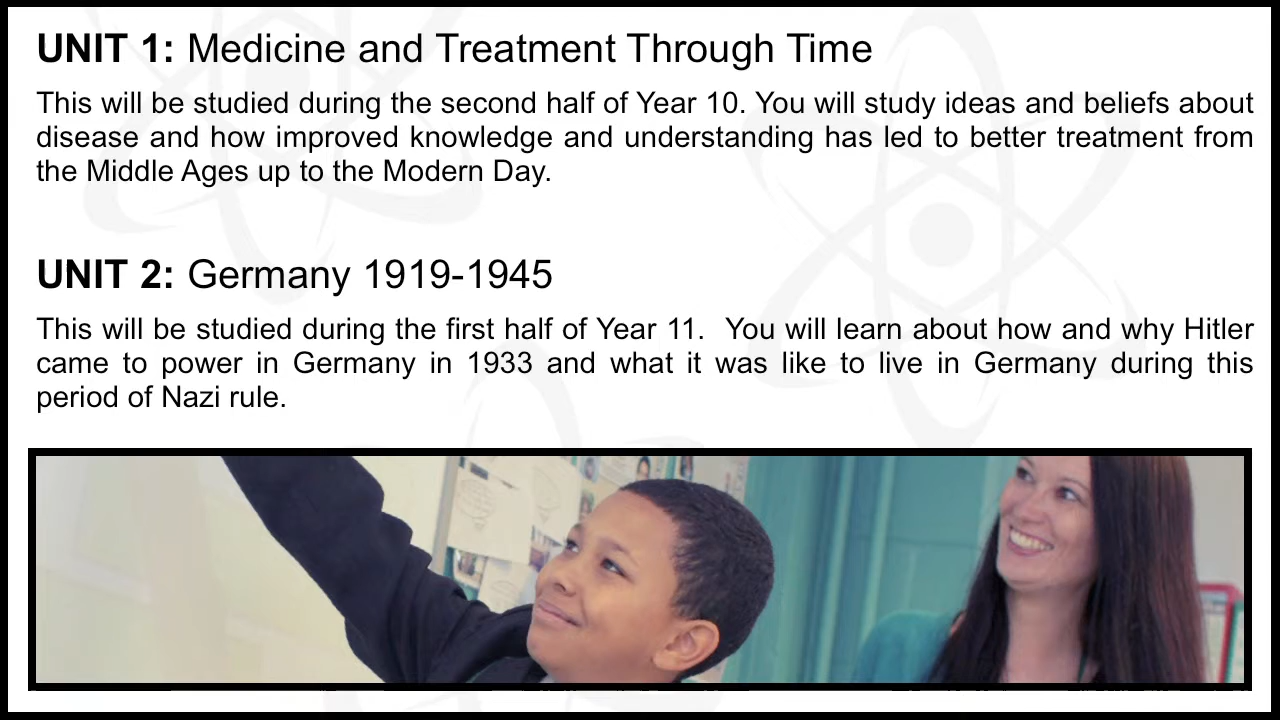 UNIT 1: Medicine and Treatment Through Time
This will be studied during the second half of Year 10. You will study ideas and beliefs about
disease and how improved knowledge and understanding has led to better treatment from
the Middle Ages up to the Modern Day.
UNIT 2: Germany 1919-1945
This will be studied during the first half of Year 11.  You will learn about how and why Hitler
came to power in Germany in 1933 and what it was like to live in Germany during this
period of Nazi rule.